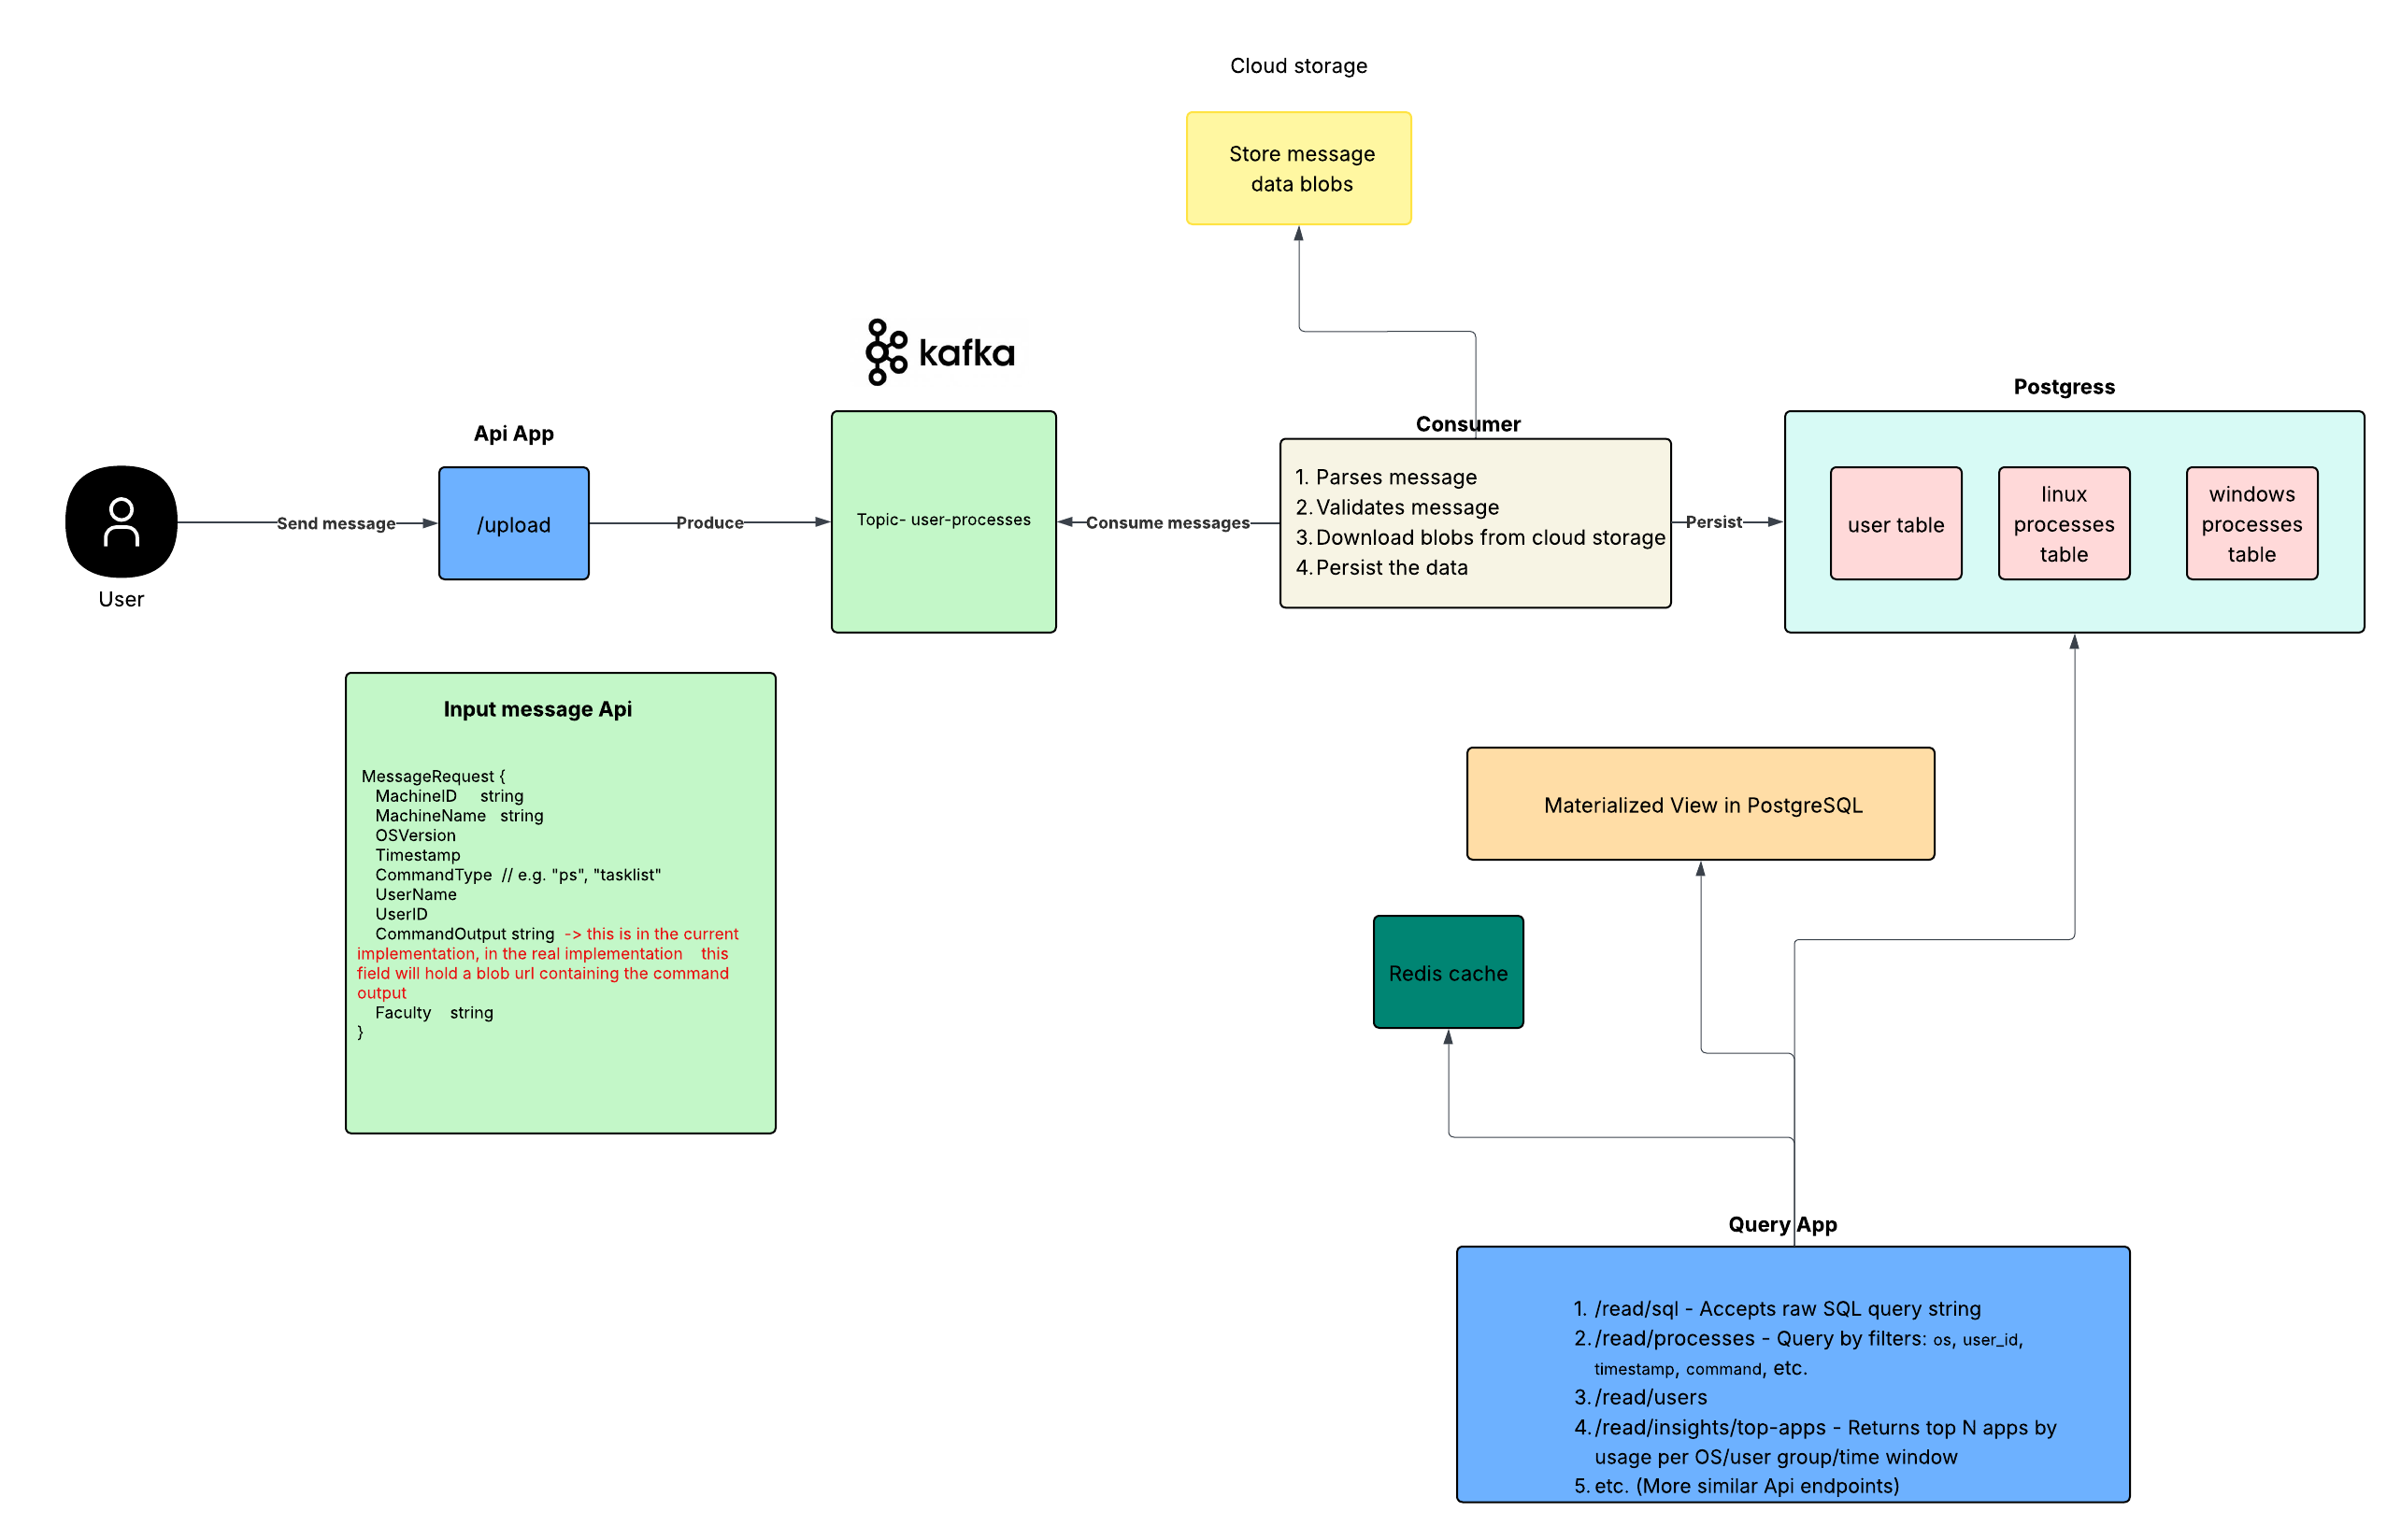 Cloud storage
Store message
data blobs
kafka
Postgress
Api App
Consumer
User
Send message
/upload
Produce
Topic- user-processes
Consume messages
1. Parses message
2. Validates message
3. Download blobs from cloud storage
4. Persist the data
Persist
user table
linux
processes
table
windows
processes
table
Input message Api
MessageRequest {
MachineID string
MachineName string
OSVersion
Timestamp
CommandType // e.g. "ps", "tasklist"
UserName
UserID
CommandOutput string -> this is in the current
implementation, in the real implementation this
field will hold a blob url containing the command
output
Faculty string
}
Materialized View in PostgreSQL
Redis cache
Query App
1. /read/sql - Accepts raw SQL query string
2. /read/processes - Query by filters: os, user_id,
timestamp, command, etc.
3. /read/users
4. /read/insights/top-apps - Returns top N apps by
usage per OS/user group/time window
5. etc. (More similar Api endpoints)